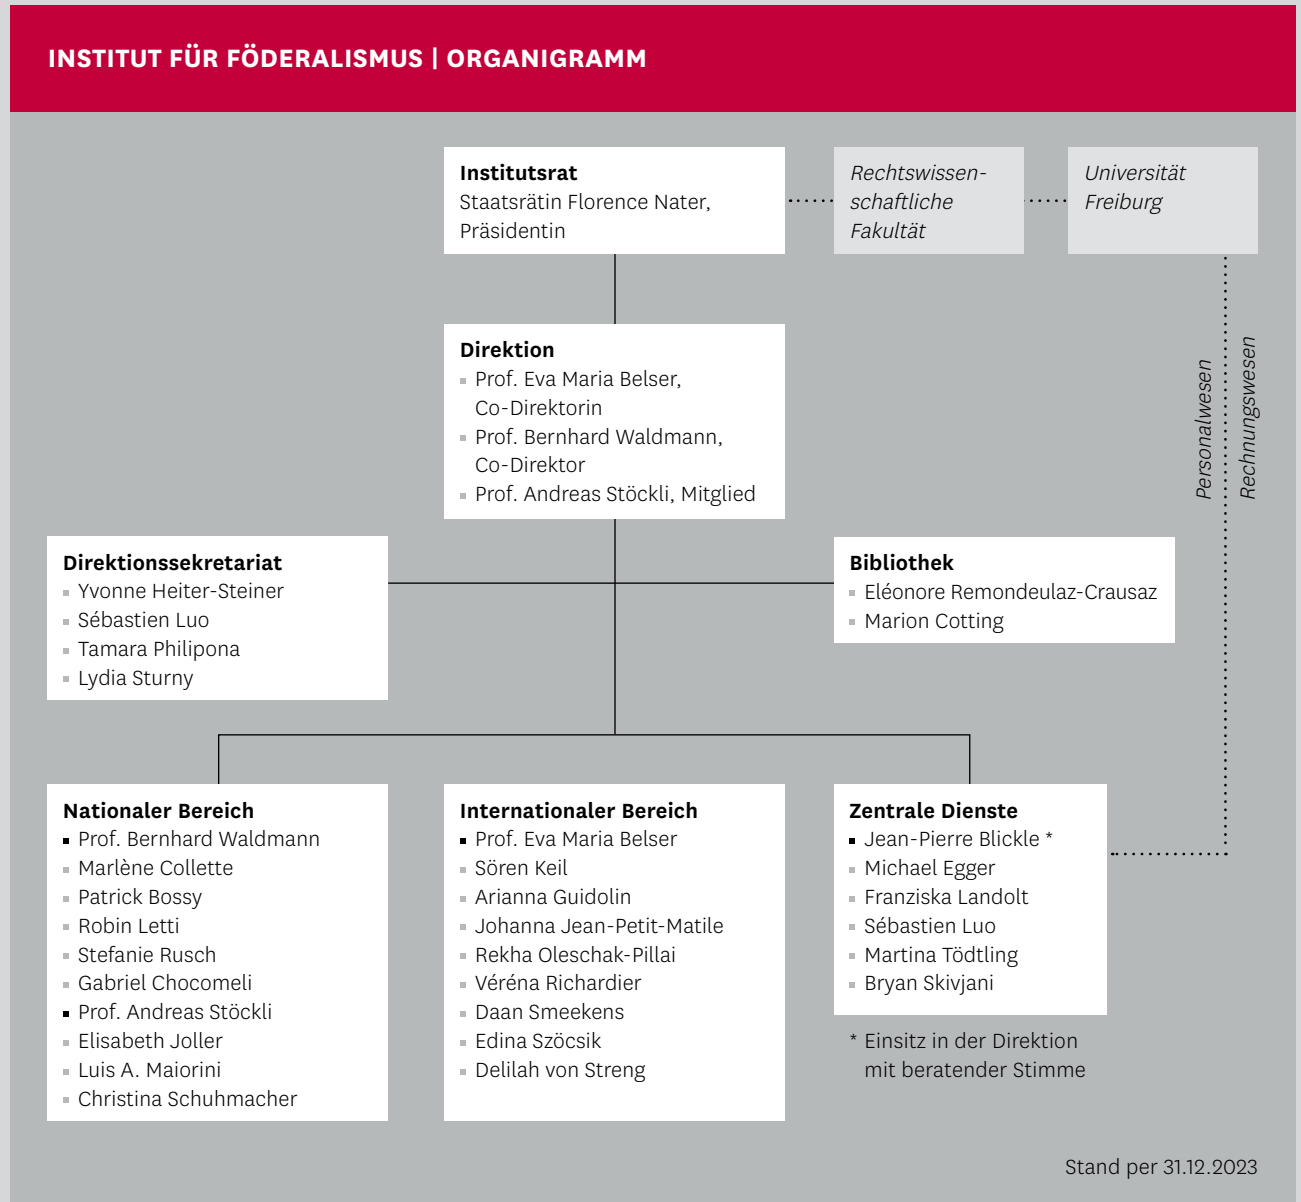 INSTITUT FÜR FÖDERALISMUS | ORGANIGRAMM
Institutsrat
Staatsrätin Florence Nater,
Präsidentin
Rechtswissen-
schaftliche
Fakultät
Universität
Freiburg
Direktion
Prof. Eva Maria Belser,
Co-Direktorin
Prof. Bernhard Waldmann,
Co-Direktor
Prof. Andreas Stöckli, Mitglied
Personalwesen
Rechnungswesen
Direktionssekretariat
Yvonne Heiter-Steiner
Sébastien Luo
Tamara Philipona
Lydia Sturny
Bibliothek
Eléonore Remondeulaz-Crausaz
Marion Cotting
Nationaler Bereich
Prof. Bernhard Waldmann
Marlène Collette
Patrick Bossy
Robin Letti
Stefanie Rusch
Gabriel Chocomeli
Prof. Andreas Stöckli
Elisabeth Joller
Luis A. Maiorini
Christina Schuhmacher
Internationaler Bereich
Prof. Eva Maria Belser
Sören Keil
Arianna Guidolin
Johanna Jean-Petit-Matile
Rekha Oleschak-Pillai
Véréna Richardier
Daan Smeekens
Edina Szöcsik
Delilah von Streng
Zentrale Dienste
Jean-Pierre Blickle *
Michael Egger
Franziska Landolt
Sébastien Luo
Martina Tödtling
Bryan Skivjani
* Einsitz in der Direktion
mit beratender Stimme
Stand per 31.12.2023